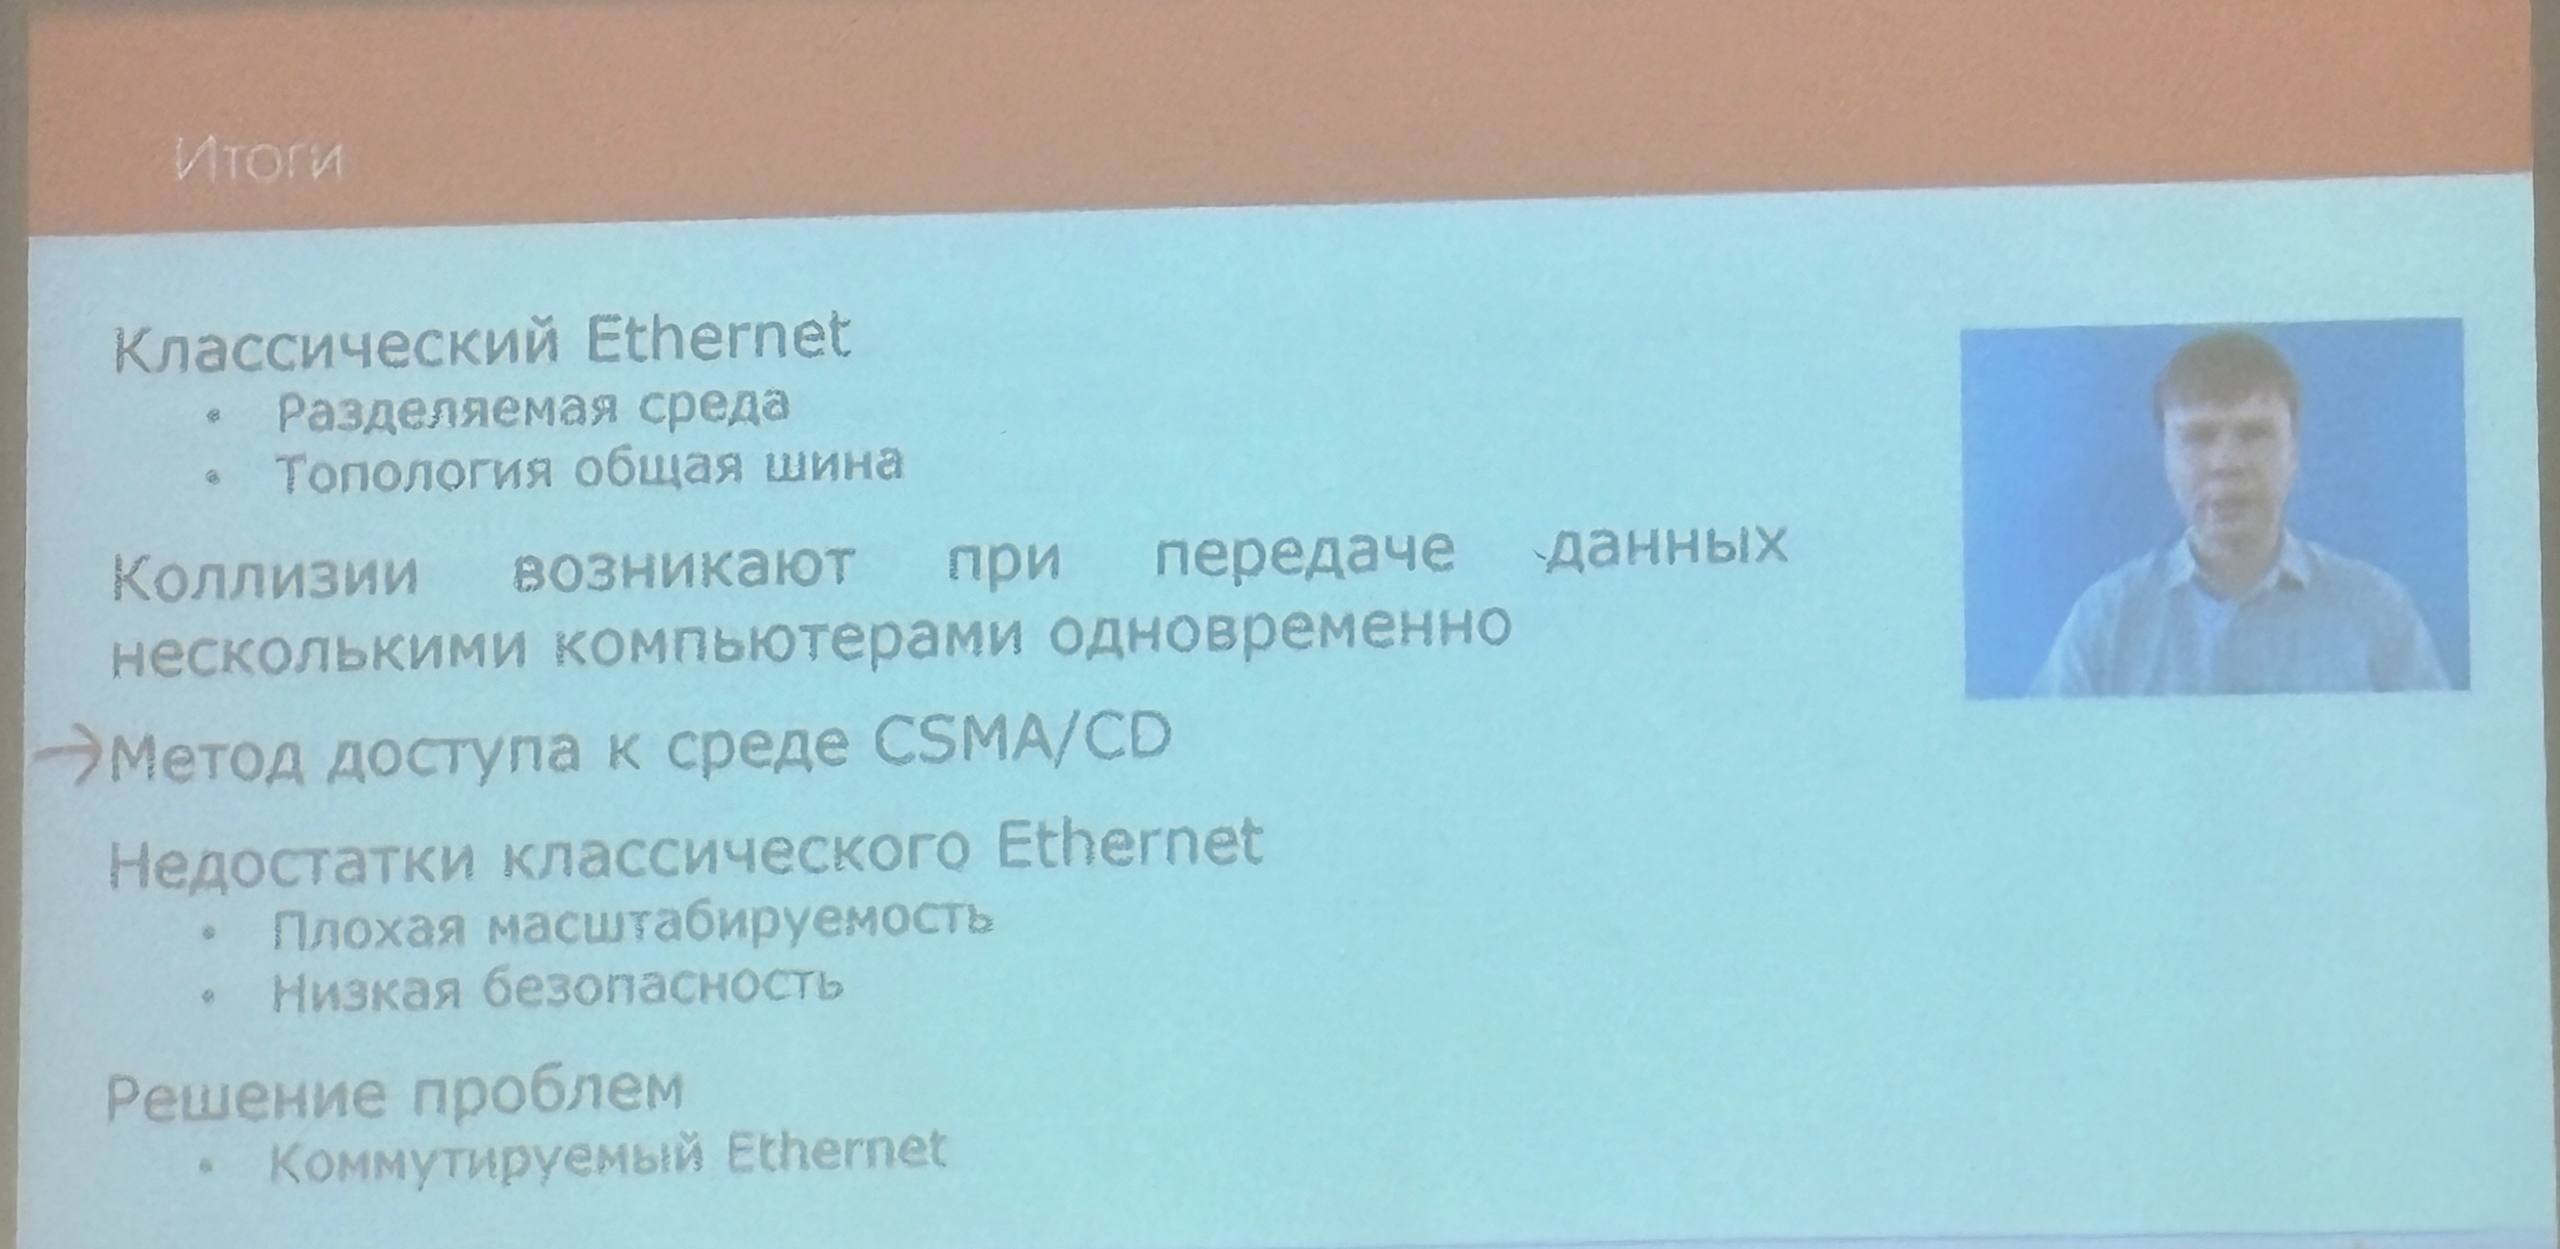 Итоги
Классический Ethernet
• Разделяемая среда
• Топология общая шина
Коллизии возникают при передаче данных
несколькими компьютерами одновременно
→Метод доступа к среде CSMA/CD
Недостатки классического Ethernet
• Плохая масштабируемость
• Низкая безопасность
Решение проблем
• Коммутируемый Ethernet